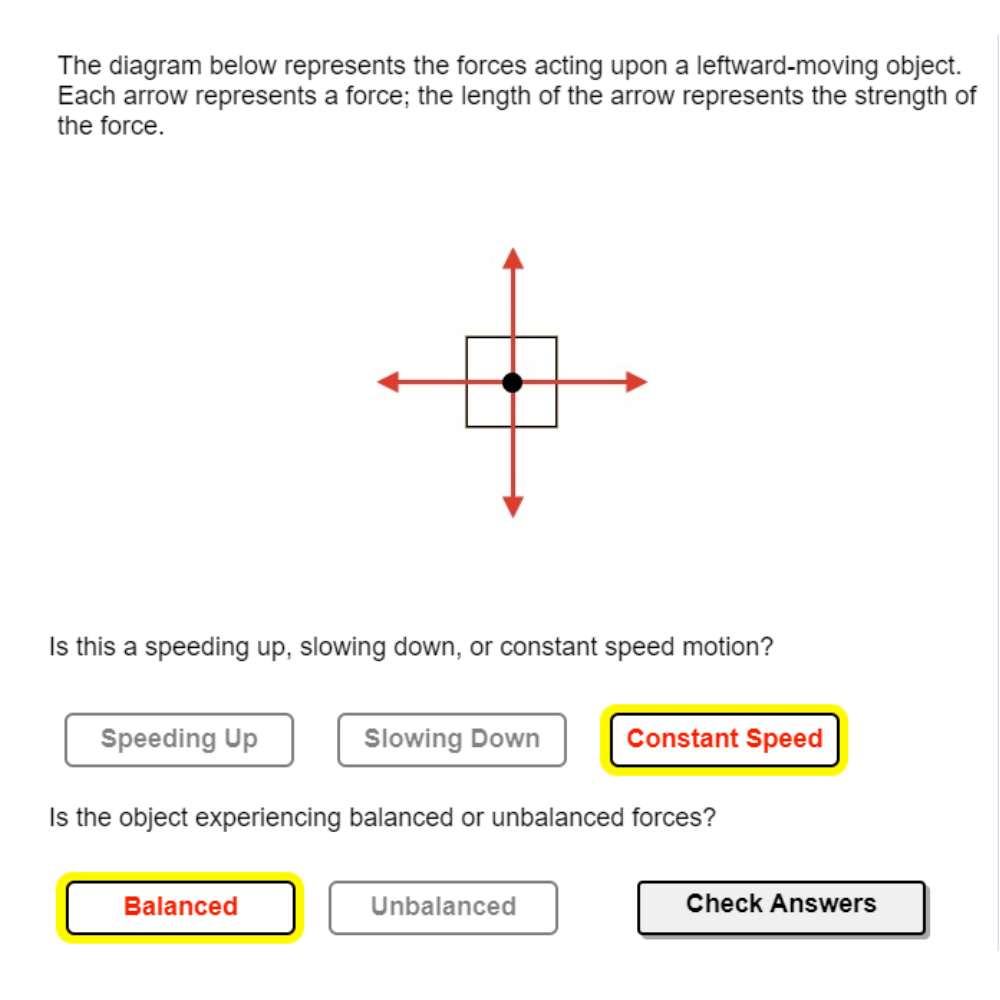 The diagram below represents the forces acting upon a leftward-moving object.
Each arrow represents a force; the length of the arrow represents the strength of
the force.
Is this a speeding up, slowing down, or constant speed motion?
Speeding Up
Slowing Down
Constant Speed
Is the object experiencing balanced or unbalanced forces?
Balanced
Unbalanced
Check Answers